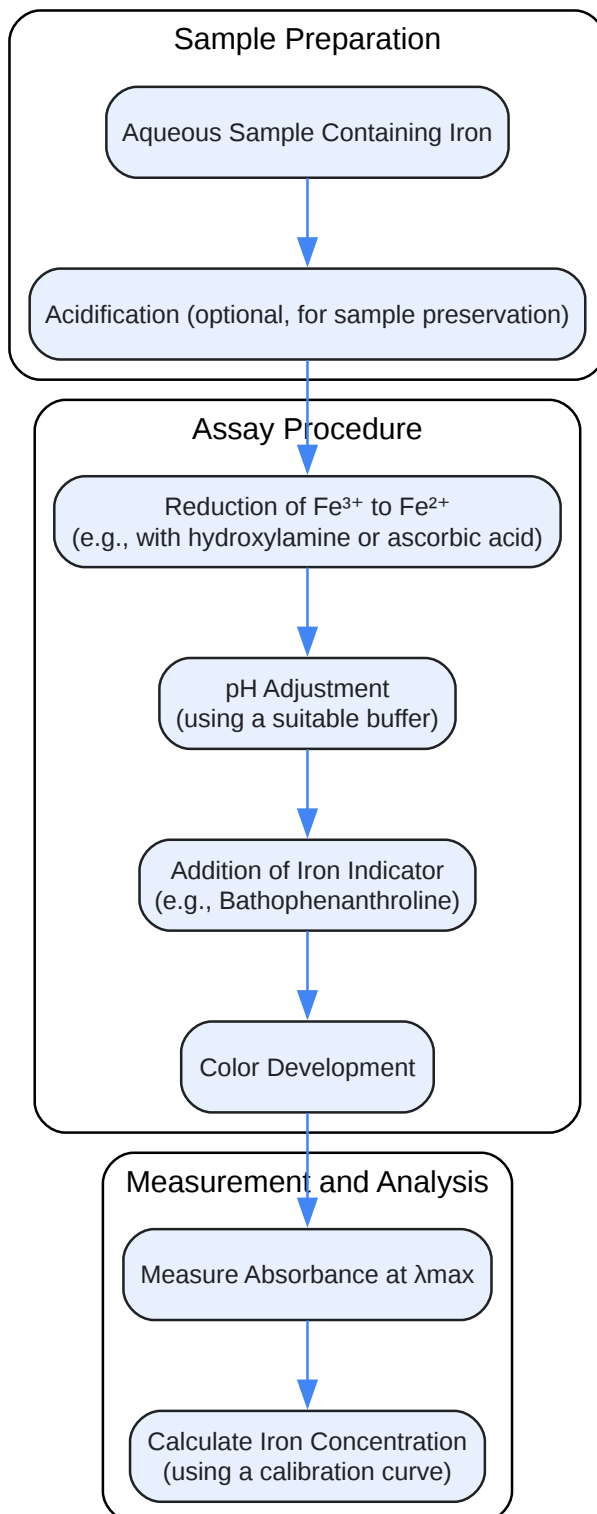 Sample Preparation
Aqueous Sample Containing Iron
Acidification (optional, for sample preservation)
Assay Procedure
Reduction of Fe³⁺ to Fe²⁺
(e.g., with hydroxylamine or ascorbic acid)
pH Adjustment
(using a suitable buffer)
Addition of Iron Indicator
(e.g., Bathophenanthroline)
Color Development
Measurement and Analysis
Measure Absorbance at λmax
Calculate Iron Concentration
(using a calibration curve)